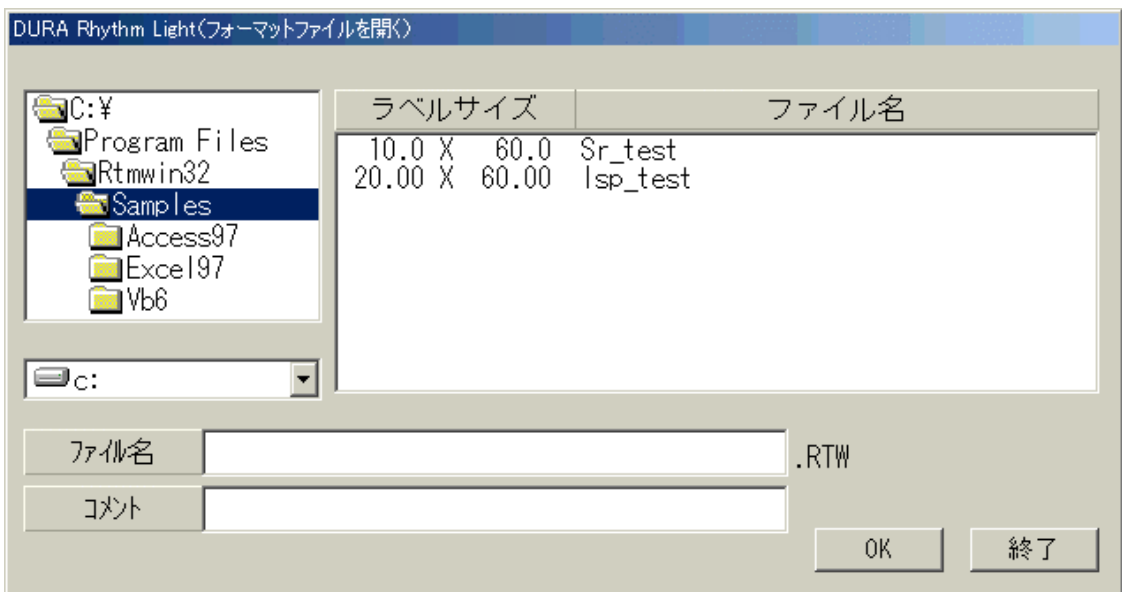 DURA Rhythm Light(フォーマットファイルを開く)
C:¥
Program Files
Rtmwin32
Samples
Access97
Excel97
Vb6
c:
ラベルサイズ ファイル名
10.0 X 60.0 Sr_test
20.00 X 60.00 lsp_test
ファイル名 .RTW
コメント
OK 終了